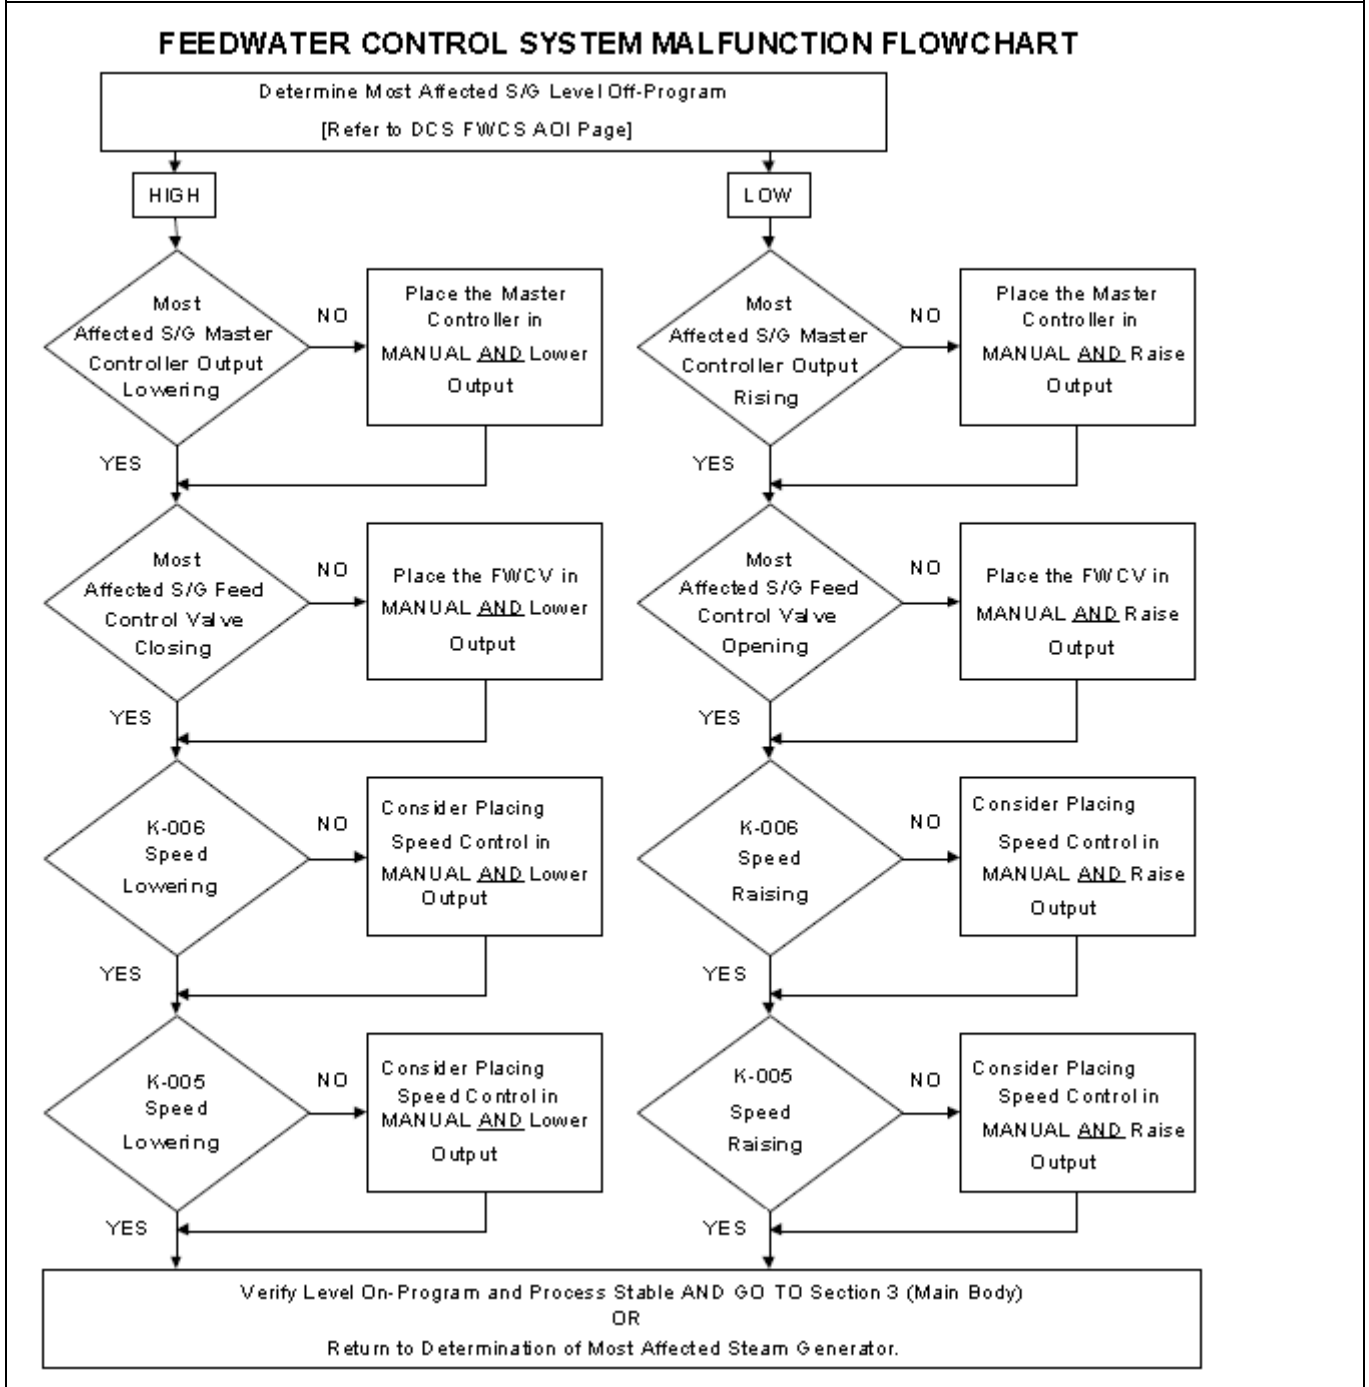 FEEDWATER CONTROL SYSTEM MALFUNCTION FLOWCHART
Determine Most Affected S/G Level Off-Program
[Refer to DCS FWCS AOI Page]
HIGH
LOW
Most
Affected S/G Master
Controller Output
Lowering
NO
Place the Master
Controller in
MANUAL AND Lower
Output
YES
Most
Affected S/G Master
Controller Output
Rising
NO
Place the Master
Controller in
MANUAL AND Raise
Output
YES
Most
Affected S/G Feed
Control Valve
Closing
NO
Place the FWCV in
MANUAL AND Lower
Output
YES
Most
Affected S/G Feed
Control Valve
Opening
NO
Place the FWCV in
MANUAL AND Raise
Output
YES
K-006
Speed
Lowering
NO
Consider Placing
Speed Control in
MANUAL AND Lower
Output
YES
K-006
Speed
Raising
NO
Consider Placing
Speed Control in
MANUAL AND Raise
Output
YES
K-005
Speed
Lowering
NO
Consider Placing
Speed Control in
MANUAL AND Lower
Output
YES
K-005
Speed
Raising
NO
Consider Placing
Speed Control in
MANUAL AND Raise
Output
YES
Verify Level On-Program and Process Stable AND GO TO Section 3 (Main Body)
OR
Return to Determination of Most Affected Steam Generator.